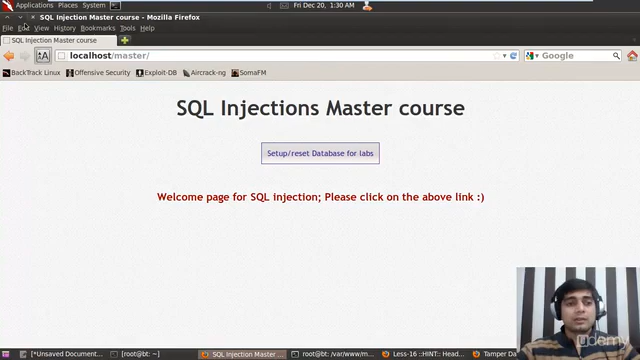 Applications Places System
Fri Dec 20, 1:30 AM
SQL Injection Master course - Mozilla Firefox
File Edit View History Bookmarks Tools Help
SQL Injection Master course
localhost/master/
Google
BackTrack Linux Offensive Security Exploit-DB Aircrack-ng SomaFM
SQL Injections Master course
Setup/reset Database for labs
Welcome page for SQL injection; Please click on the above link :)
udemy
*Unsaved Document... [root@bt: ~] SQL Injection Master ... root@bt: /var/www/m... Less-16 ::HINT:: Head... Tamper Dat